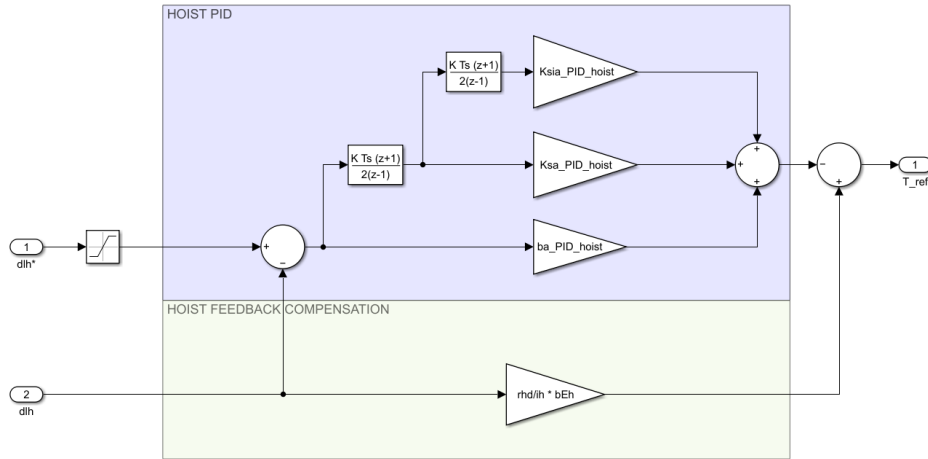 HOIST PID
K Ts (z+1)
2(z-1)
Ksia_PID_hoist
+
K Ts (z+1)
2(z-1)
Ksa_PID_hoist
+
+
−
1
T_ref
+
+
1
dlh*
+
−
ba_PID_hoist
HOIST FEEDBACK COMPENSATION
2
dlh
rhd/ih * bEh